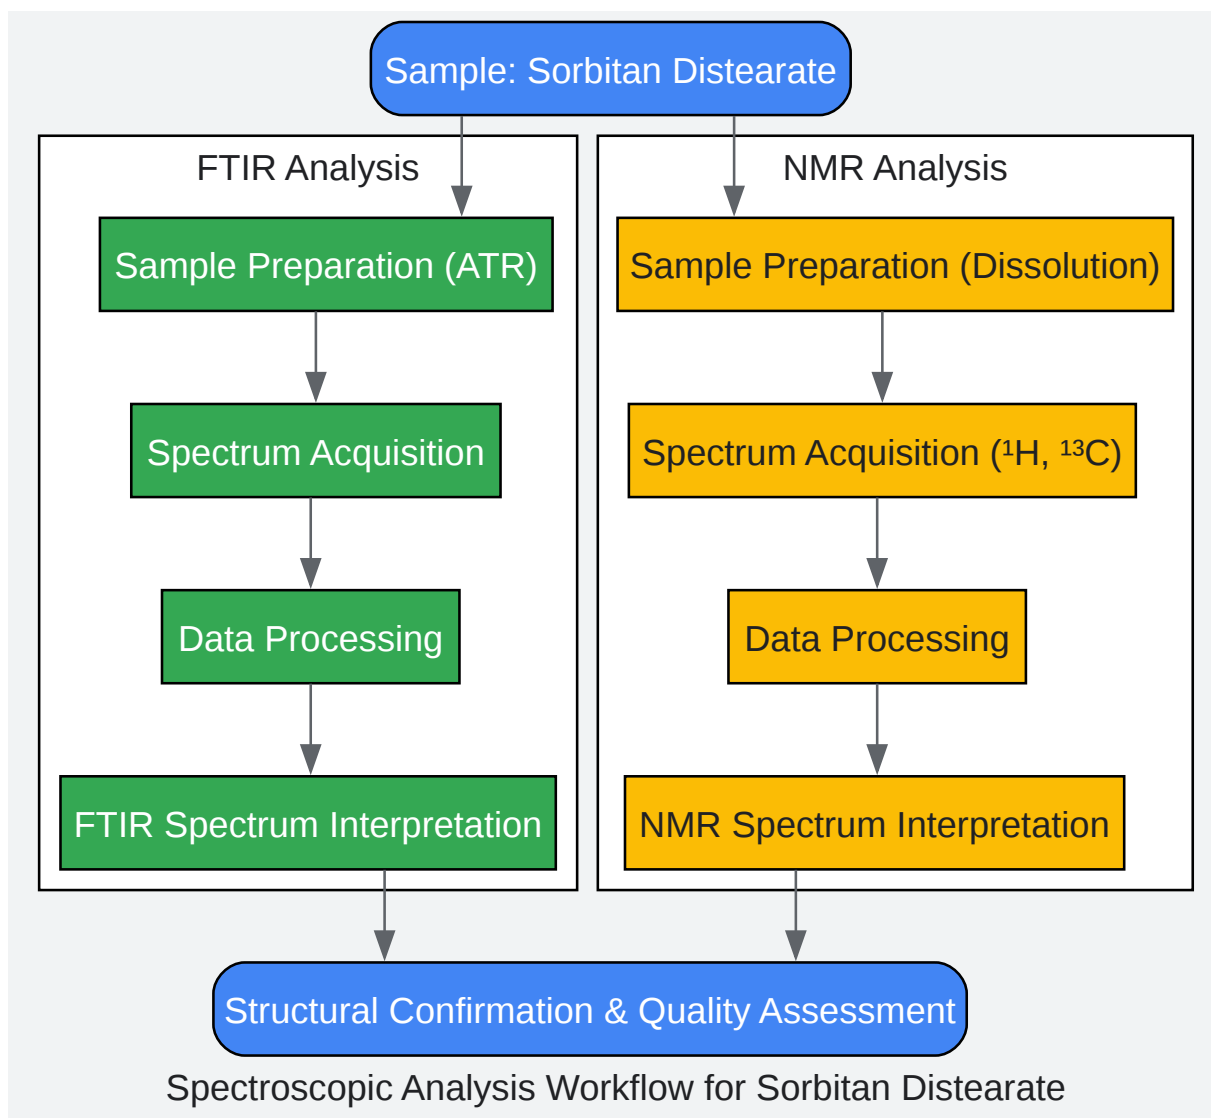 Sample: Sorbitan Distearate
FTIR Analysis
Sample Preparation (ATR)
Spectrum Acquisition
Data Processing
FTIR Spectrum Interpretation
NMR Analysis
Sample Preparation (Dissolution)
Spectrum Acquisition (¹H, ¹³C)
Data Processing
NMR Spectrum Interpretation
Structural Confirmation & Quality Assessment
Spectroscopic Analysis Workflow for Sorbitan Distearate